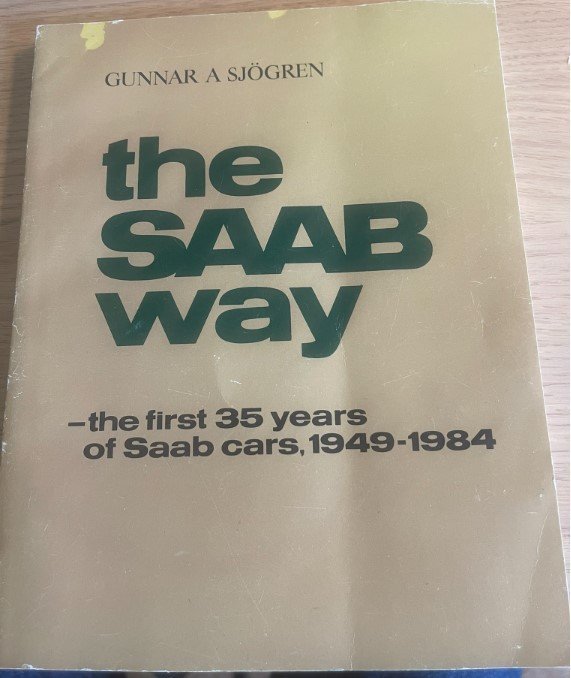 GUNNAR A SJÖGREN
the
SAAB
way
–the first 35 years
of Saab cars, 1949-1984